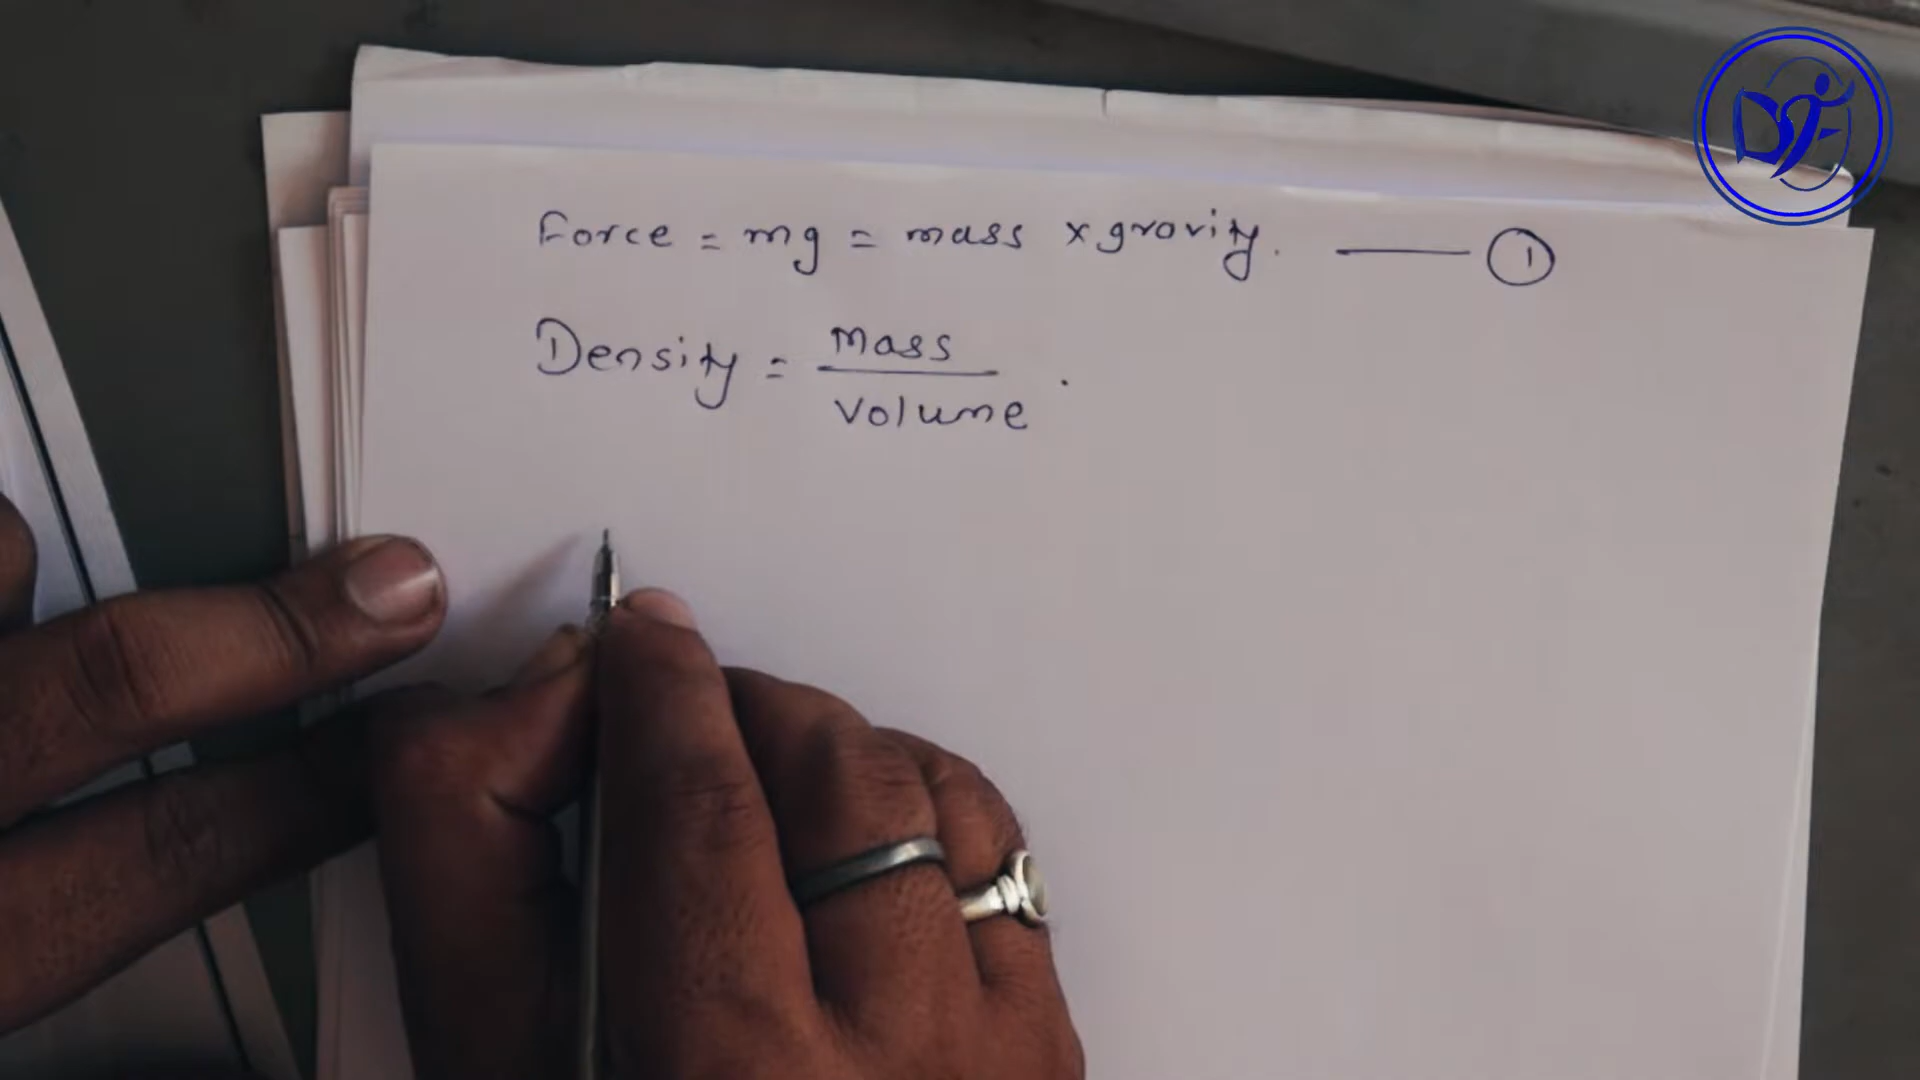 Force = mg = mass x gravity. —— ①
Density = mass / volume .